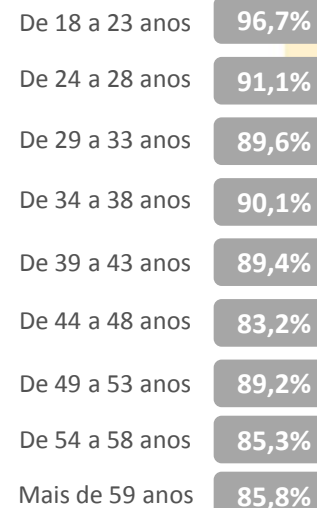 De 18 a 23 anos 96,7%
De 24 a 28 anos 91,1%
De 29 a 33 anos 89,6%
De 34 a 38 anos 90,1%
De 39 a 43 anos 89,4%
De 44 a 48 anos 83,2%
De 49 a 53 anos 89,2%
De 54 a 58 anos 85,3%
Mais de 59 anos 85,8%